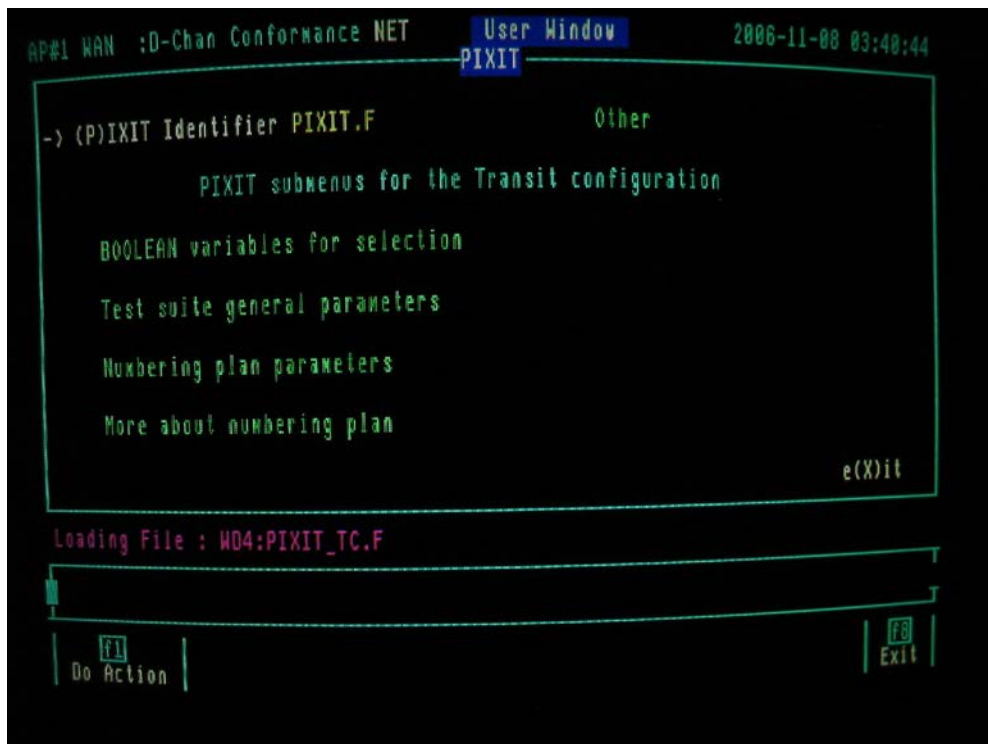 AP#1 WAN :D-Chan Conformance NET User Window 2006-11-08 03:40:44
PIXIT
-> (P)IXIT Identifier PIXIT.F Other
PIXIT submenus for the Transit configuration
BOOLEAN variables for selection
Test suite general parameters
Numbering plan parameters
More about numbering plan
e(X)it
Loading File : WD4:PIXIT_TC.F
f1 f8
Do Action Exit